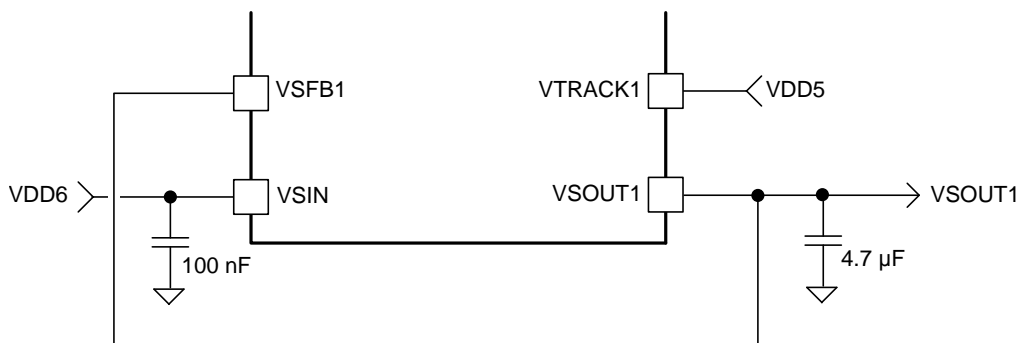 VSFB1
VTRACK1
VDD5
VDD6
VSIN
VSOUT1
VSOUT1
100 nF
4.7 µF